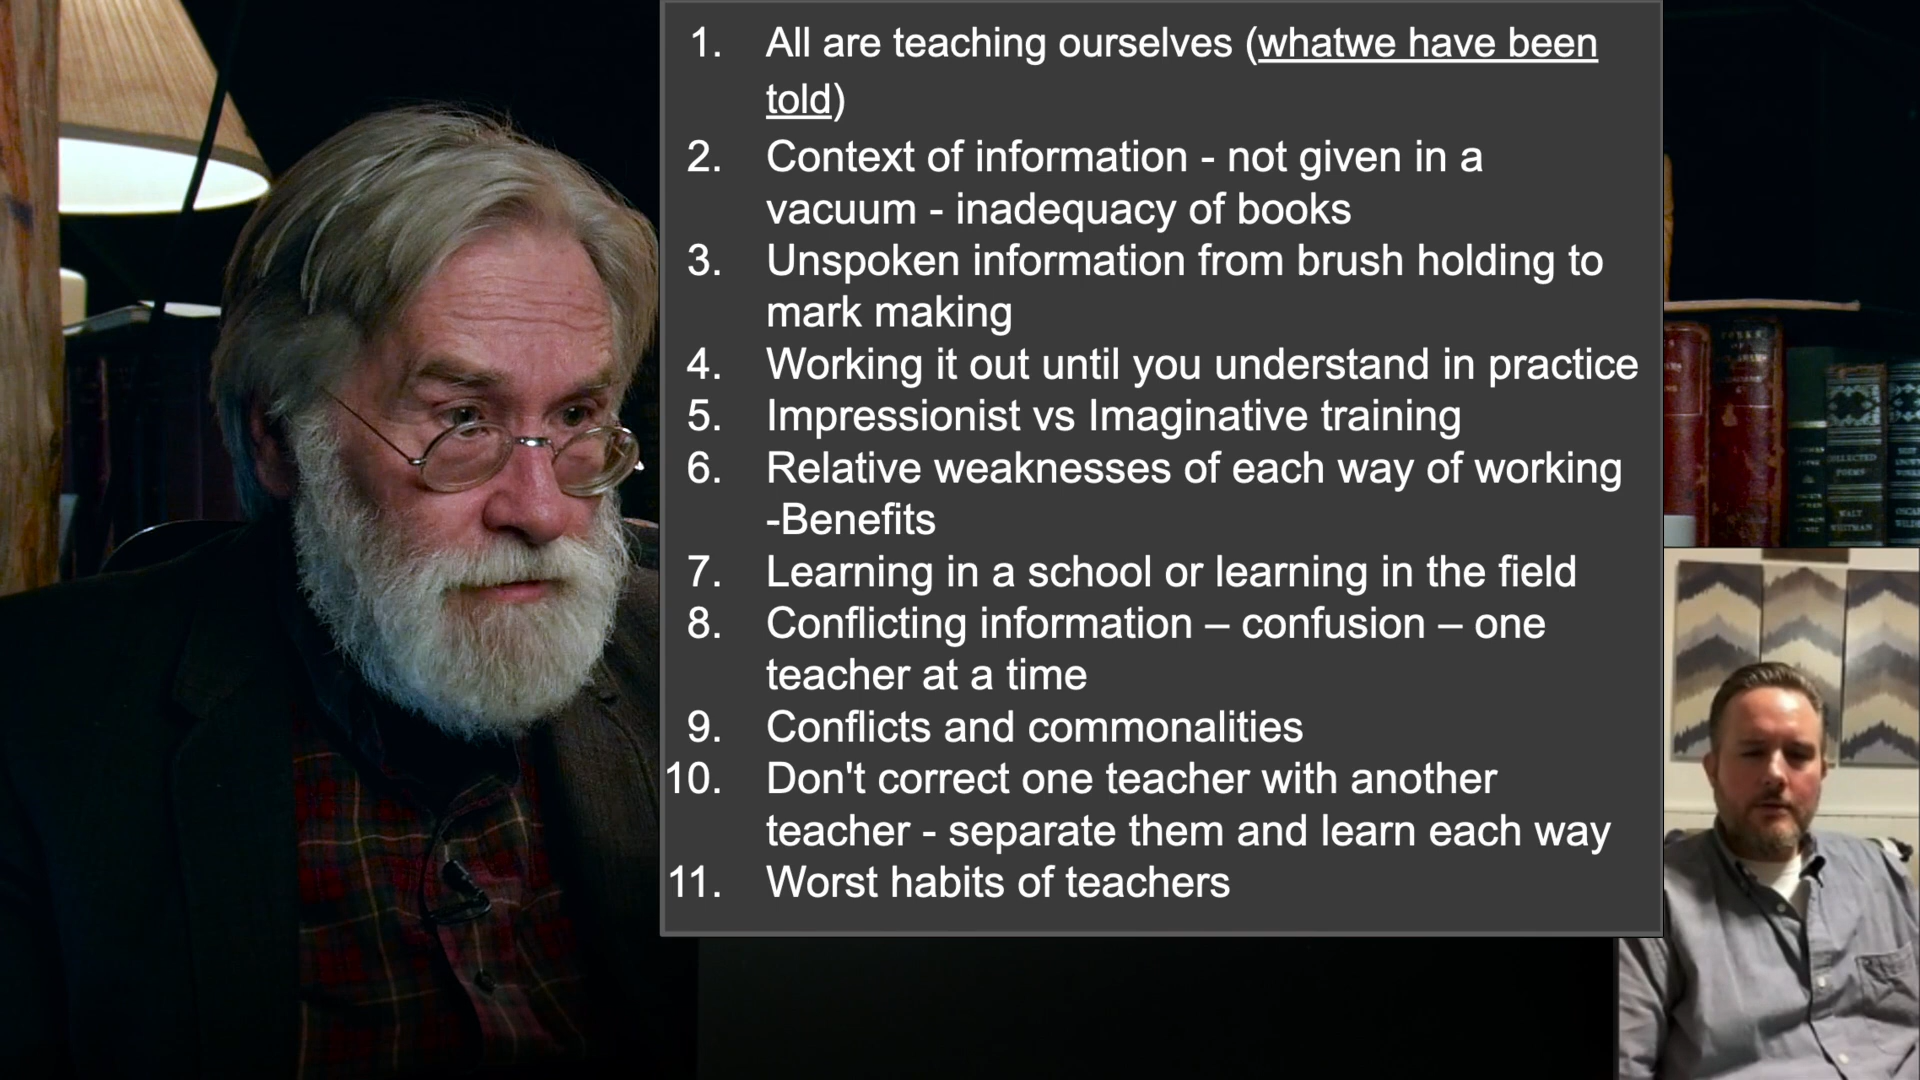 1. All are teaching ourselves (whatwe have been
told)
2. Context of information - not given in a
vacuum - inadequacy of books
3. Unspoken information from brush holding to
mark making
4. Working it out until you understand in practice
5. Impressionist vs Imaginative training
6. Relative weaknesses of each way of working
-Benefits
7. Learning in a school or learning in the field
8. Conflicting information – confusion – one
teacher at a time
9. Conflicts and commonalities
10. Don't correct one teacher with another
teacher - separate them and learn each way
11. Worst habits of teachers
COLLECTED
POEMS
WALT
WHITMAN